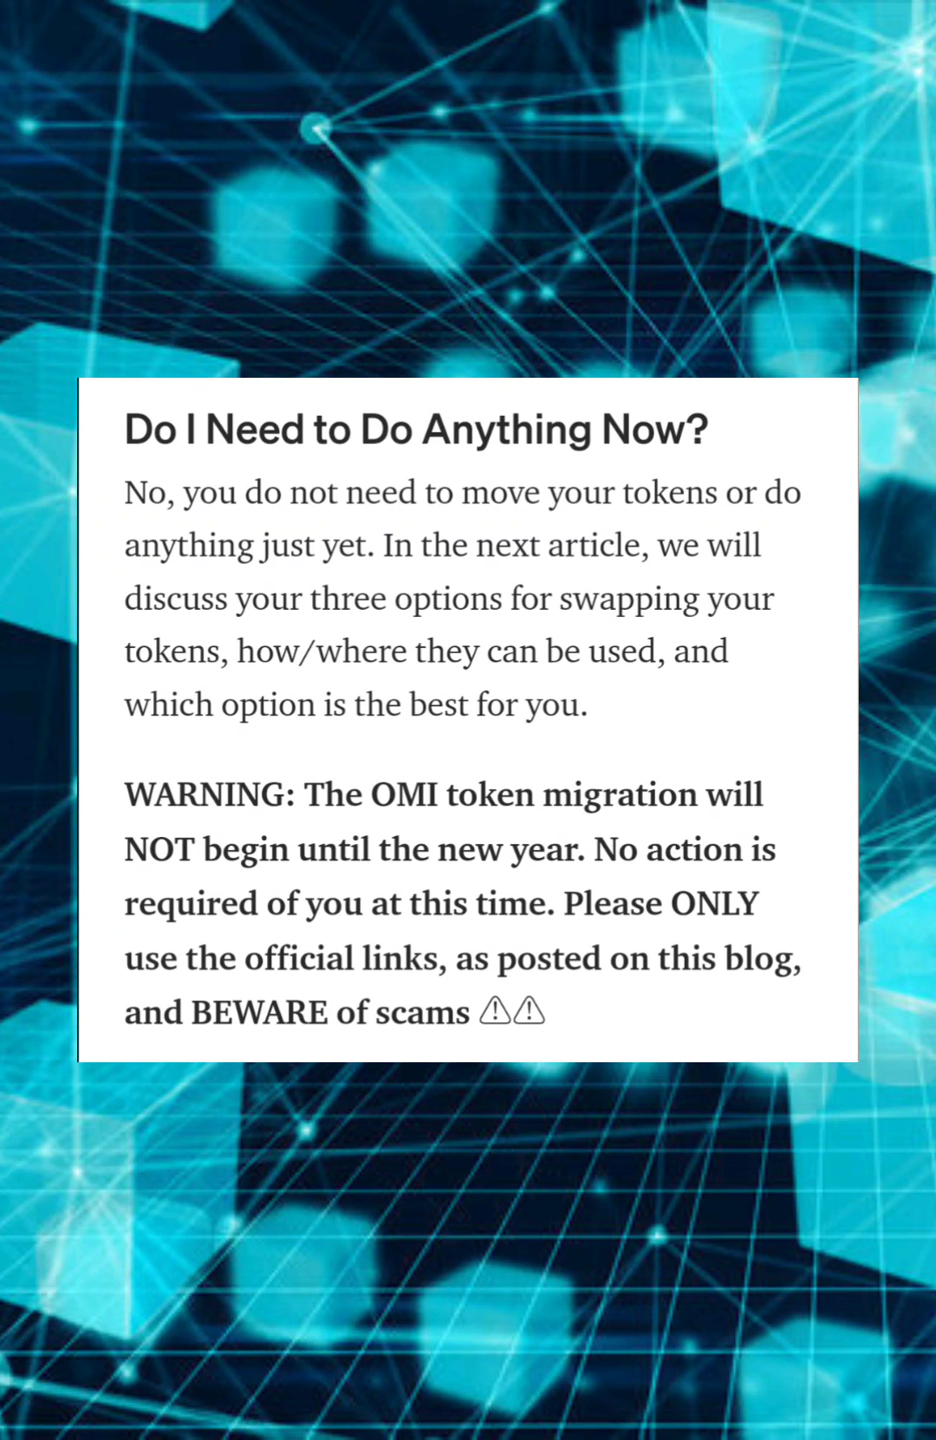 Do I Need to Do Anything Now?
No, you do not need to move your tokens or do
anything just yet. In the next article, we will
discuss your three options for swapping your
tokens, how/where they can be used, and
which option is the best for you.
WARNING: The OMI token migration will
NOT begin until the new year. No action is
required of you at this time. Please ONLY
use the official links, as posted on this blog,
and BEWARE of scams ⚠⚠